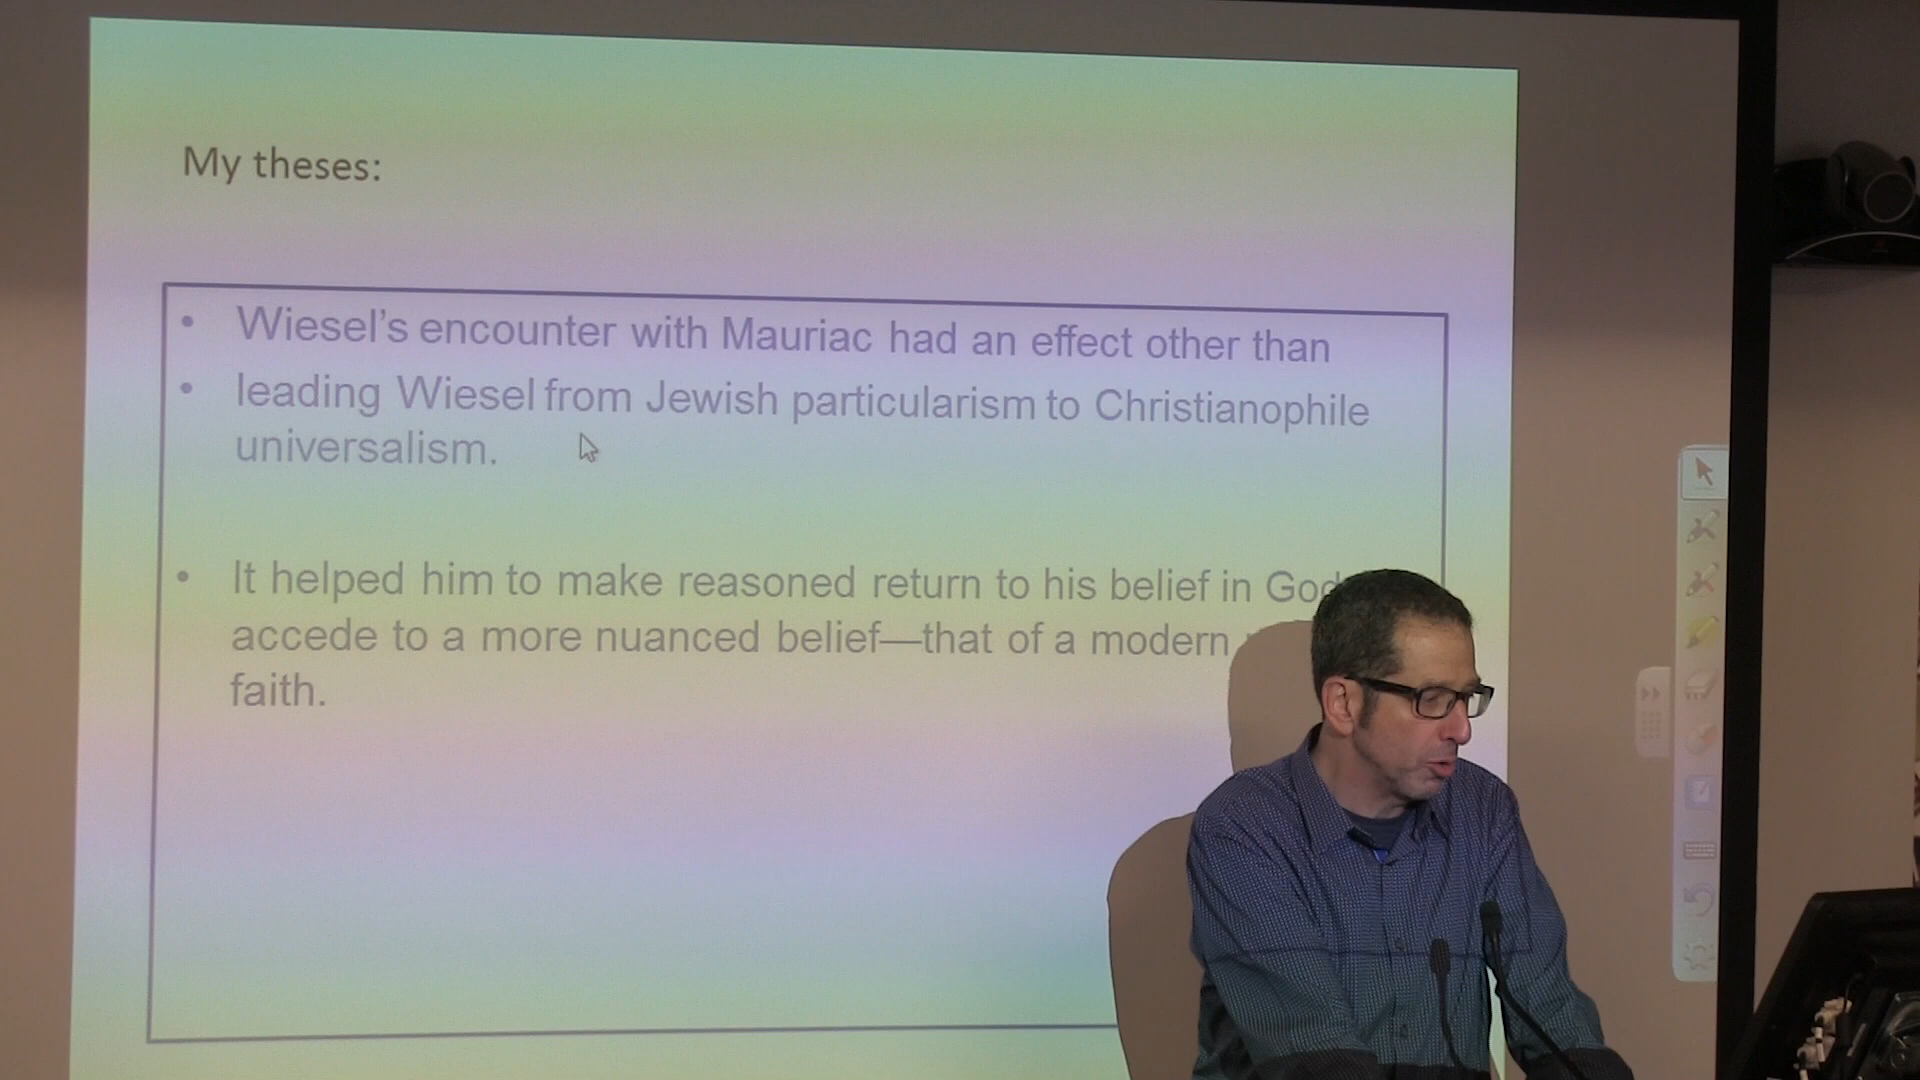 My theses:
• Wiesel's encounter with Mauriac had an effect other than
• leading Wiesel from Jewish particularism to Christianophile
universalism.
• It helped him to make reasoned return to his belief in God
accede to a more nuanced belief—that of a modern
faith.